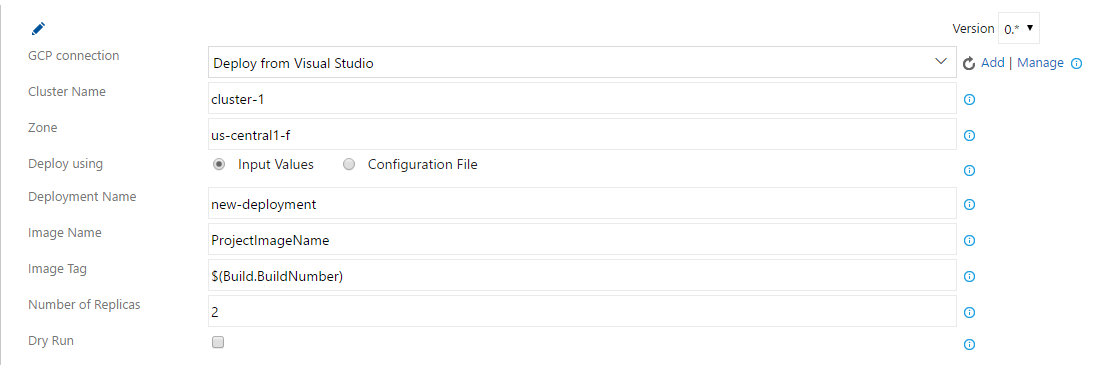 Version 0.*
GCP connection Deploy from Visual Studio Add | Manage
Cluster Name cluster-1
Zone us-central1-f
Deploy using Input Values Configuration File
Deployment Name new-deployment
Image Name ProjectImageName
Image Tag $(Build.BuildNumber)
Number of Replicas 2
Dry Run